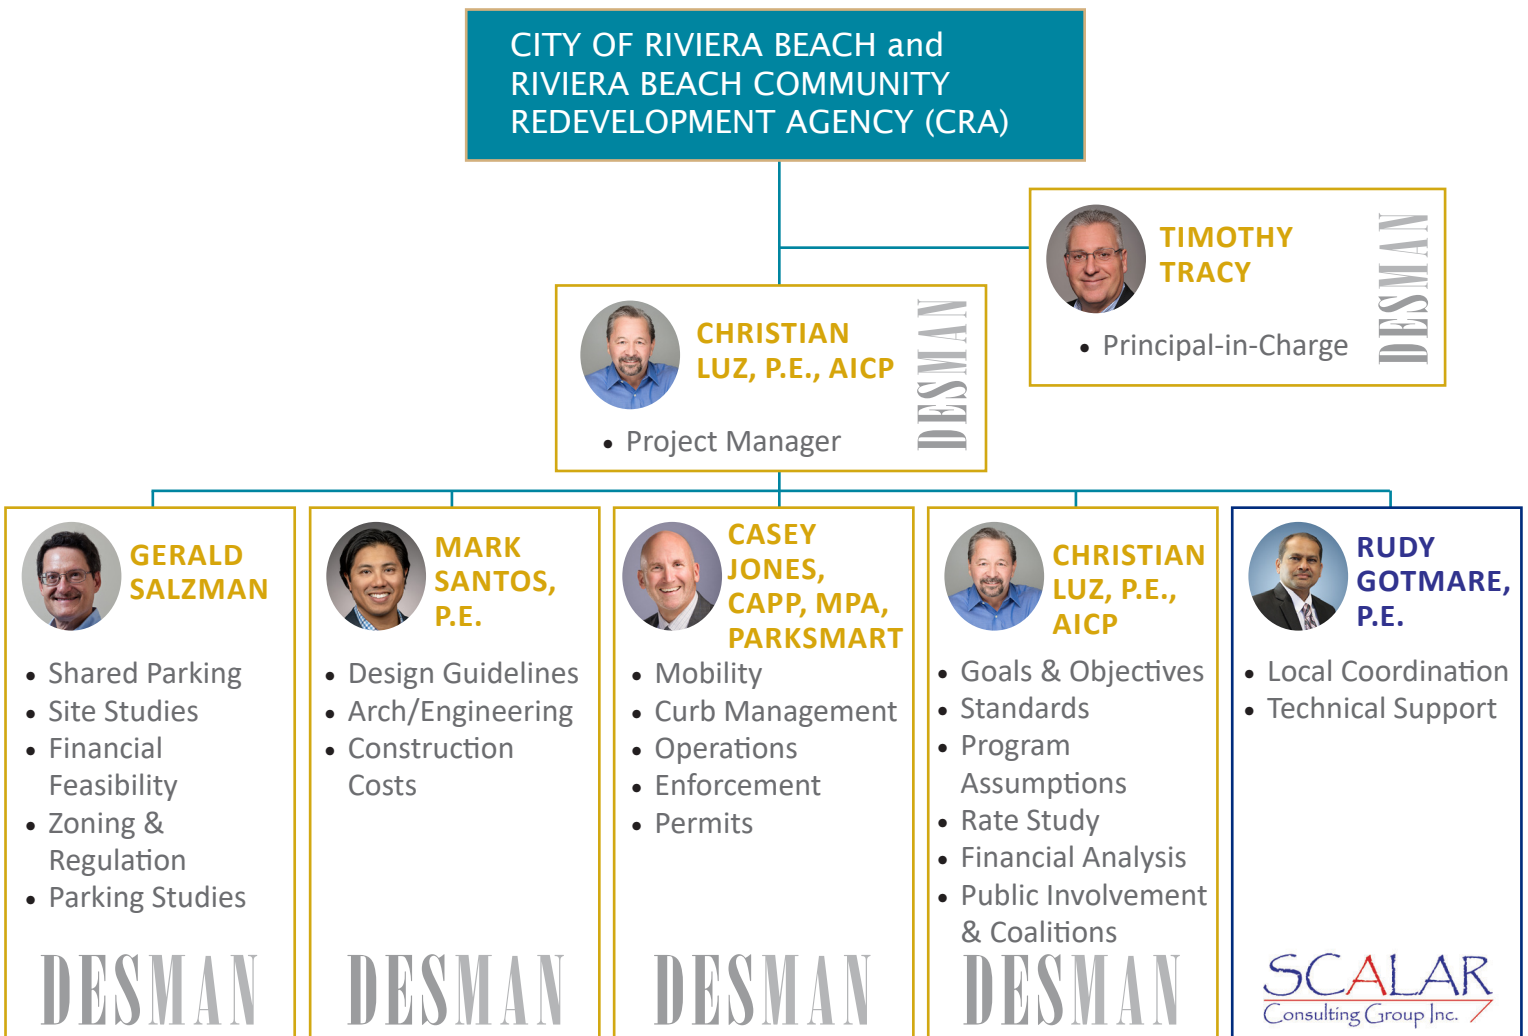 CITY OF RIVIERA BEACH and
RIVIERA BEACH COMMUNITY
REDEVELOPMENT AGENCY (CRA)
TIMOTHY
TRACY
• Principal-in-Charge
DESMAN
CHRISTIAN
LUZ, P.E., AICP
• Project Manager
DESMAN
GERALD
SALZMAN
• Shared Parking
• Site Studies
• Financial
Feasibility
• Zoning &
Regulation
• Parking Studies
DESMAN
MARK
SANTOS,
P.E.
• Design Guidelines
• Arch/Engineering
• Construction
Costs
DESMAN
CASEY
JONES,
CAPP, MPA,
PARKSMART
• Mobility
• Curb Management
• Operations
• Enforcement
• Permits
DESMAN
CHRISTIAN
LUZ, P.E.,
AICP
• Goals & Objectives
• Standards
• Program
Assumptions
• Rate Study
• Financial Analysis
• Public Involvement
& Coalitions
DESMAN
RUDY
GOTMARE,
P.E.
• Local Coordination
• Technical Support
SCALAR
Consulting Group Inc.